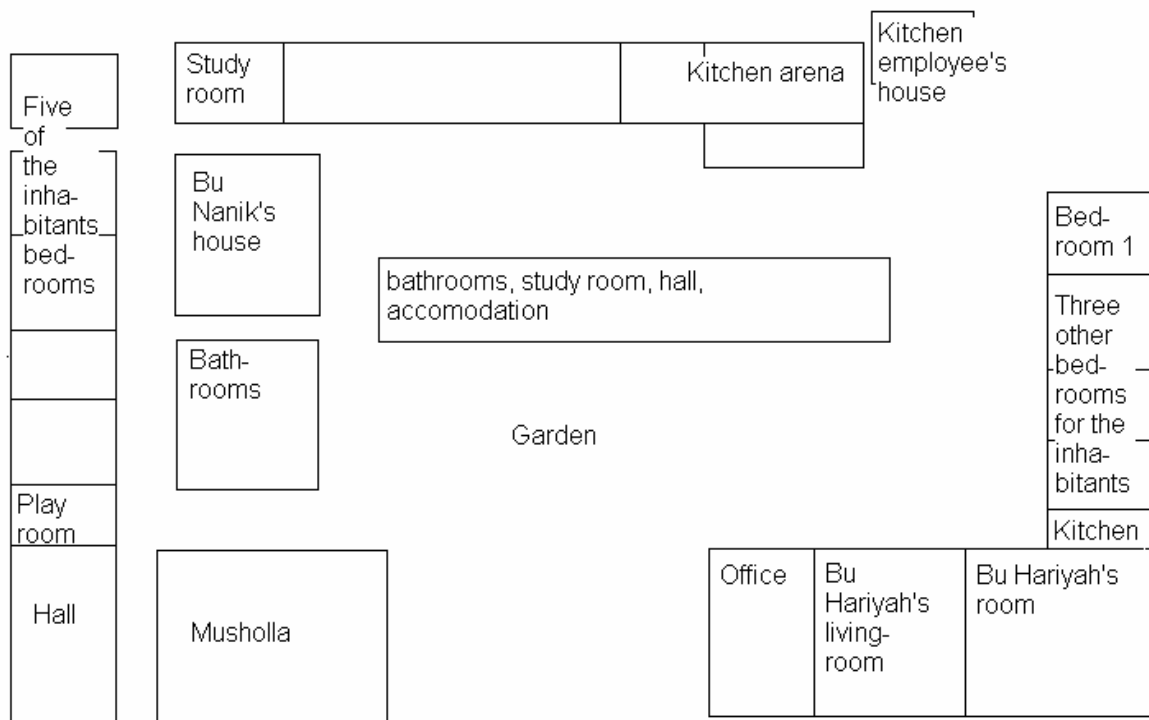 Kitchen
employee's
house
Study
room
Kitchen arena
Five
of
the
inha-
bitants
bed-
rooms
Bu
Nanik's
house
Bed-
room 1
bathrooms, study room, hall,
accomodation
Three
other
bed-
rooms
for the
inha-
bitants
Bath-
rooms
Garden
Play
room
Kitchen
Hall
Musholla
Office
Bu
Hariyah's
living-
room
Bu Hariyah's
room